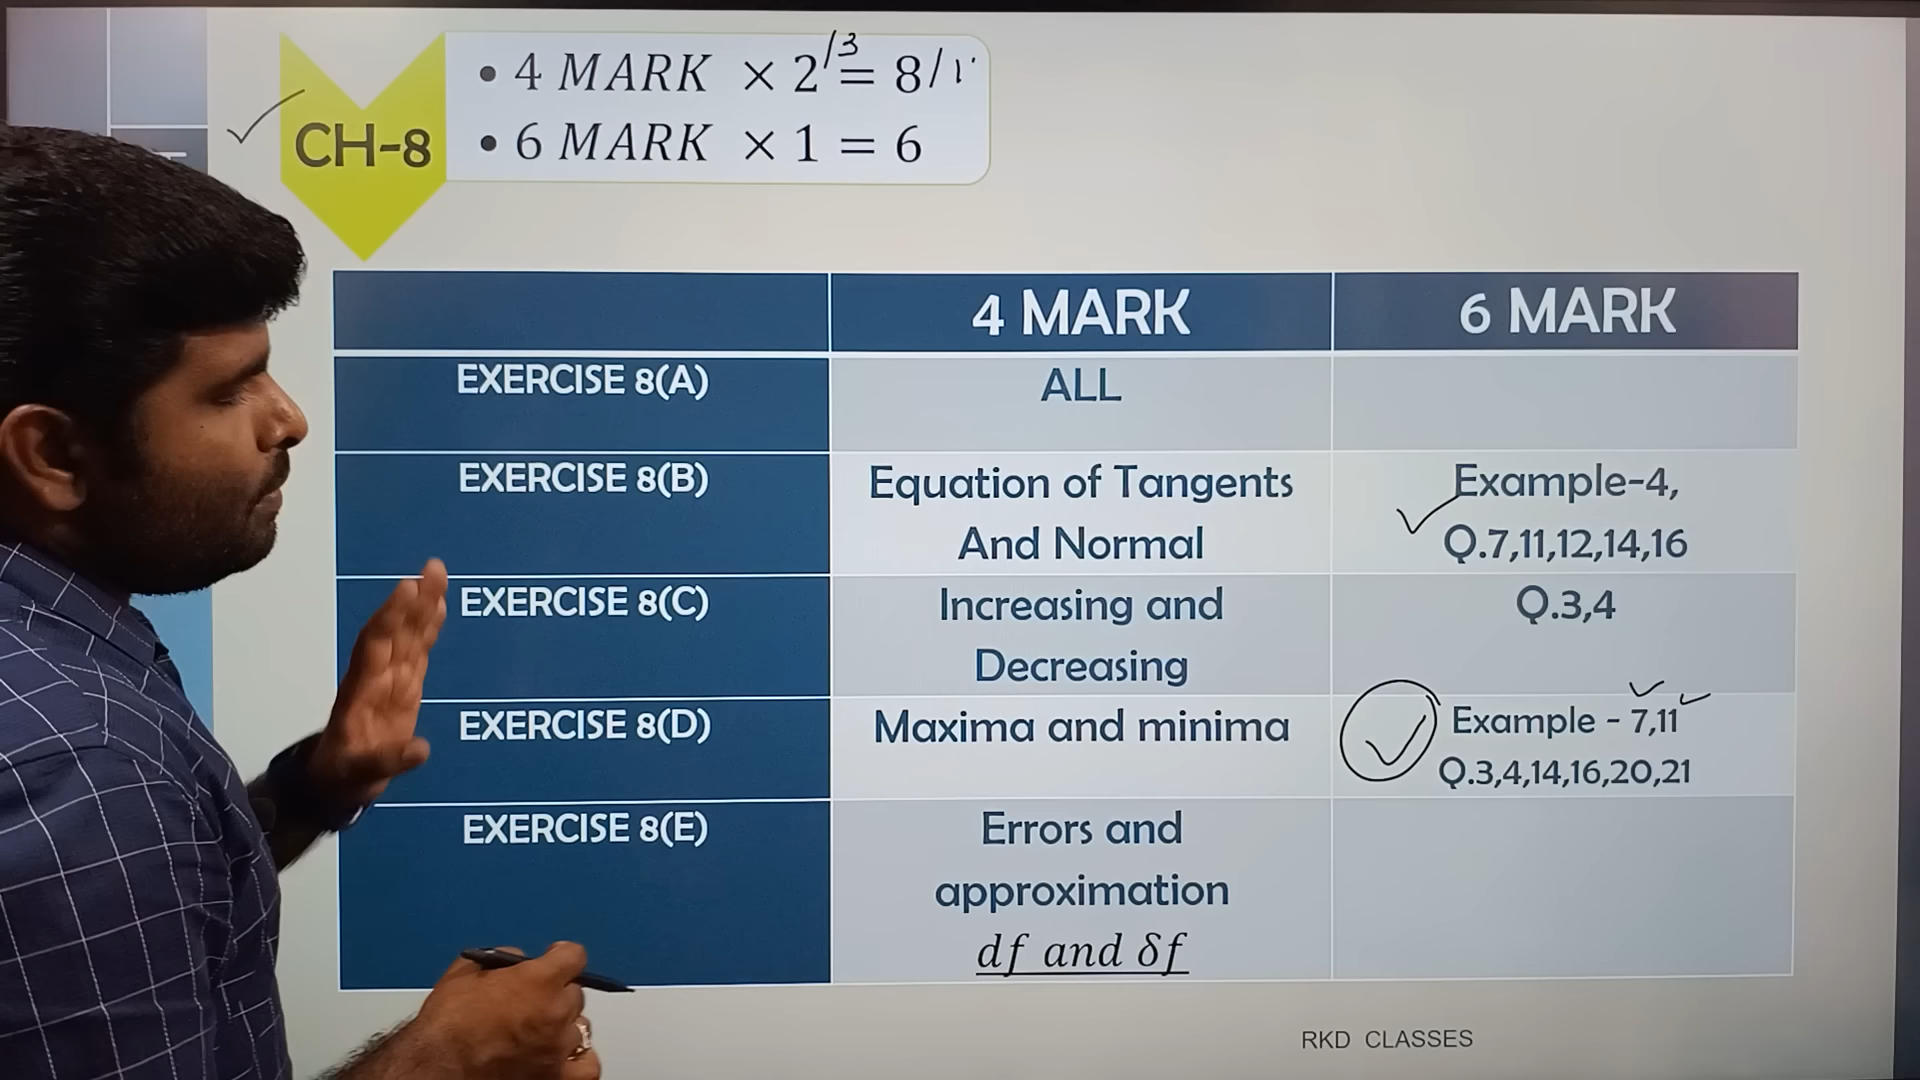 • 4 MARK × 2/3 = 8/1
• 6 MARK × 1 = 6
CH-8
4 MARK
6 MARK
EXERCISE 8(A)
ALL
EXERCISE 8(B)
Equation of Tangents
And Normal
Example-4,
Q.7,11,12,14,16
EXERCISE 8(C)
Increasing and
Decreasing
Q.3,4
EXERCISE 8(D)
Maxima and minima
Example - 7,11
Q.3,4,14,16,20,21
EXERCISE 8(E)
Errors and
approximation
df and δf
RKD CLASSES